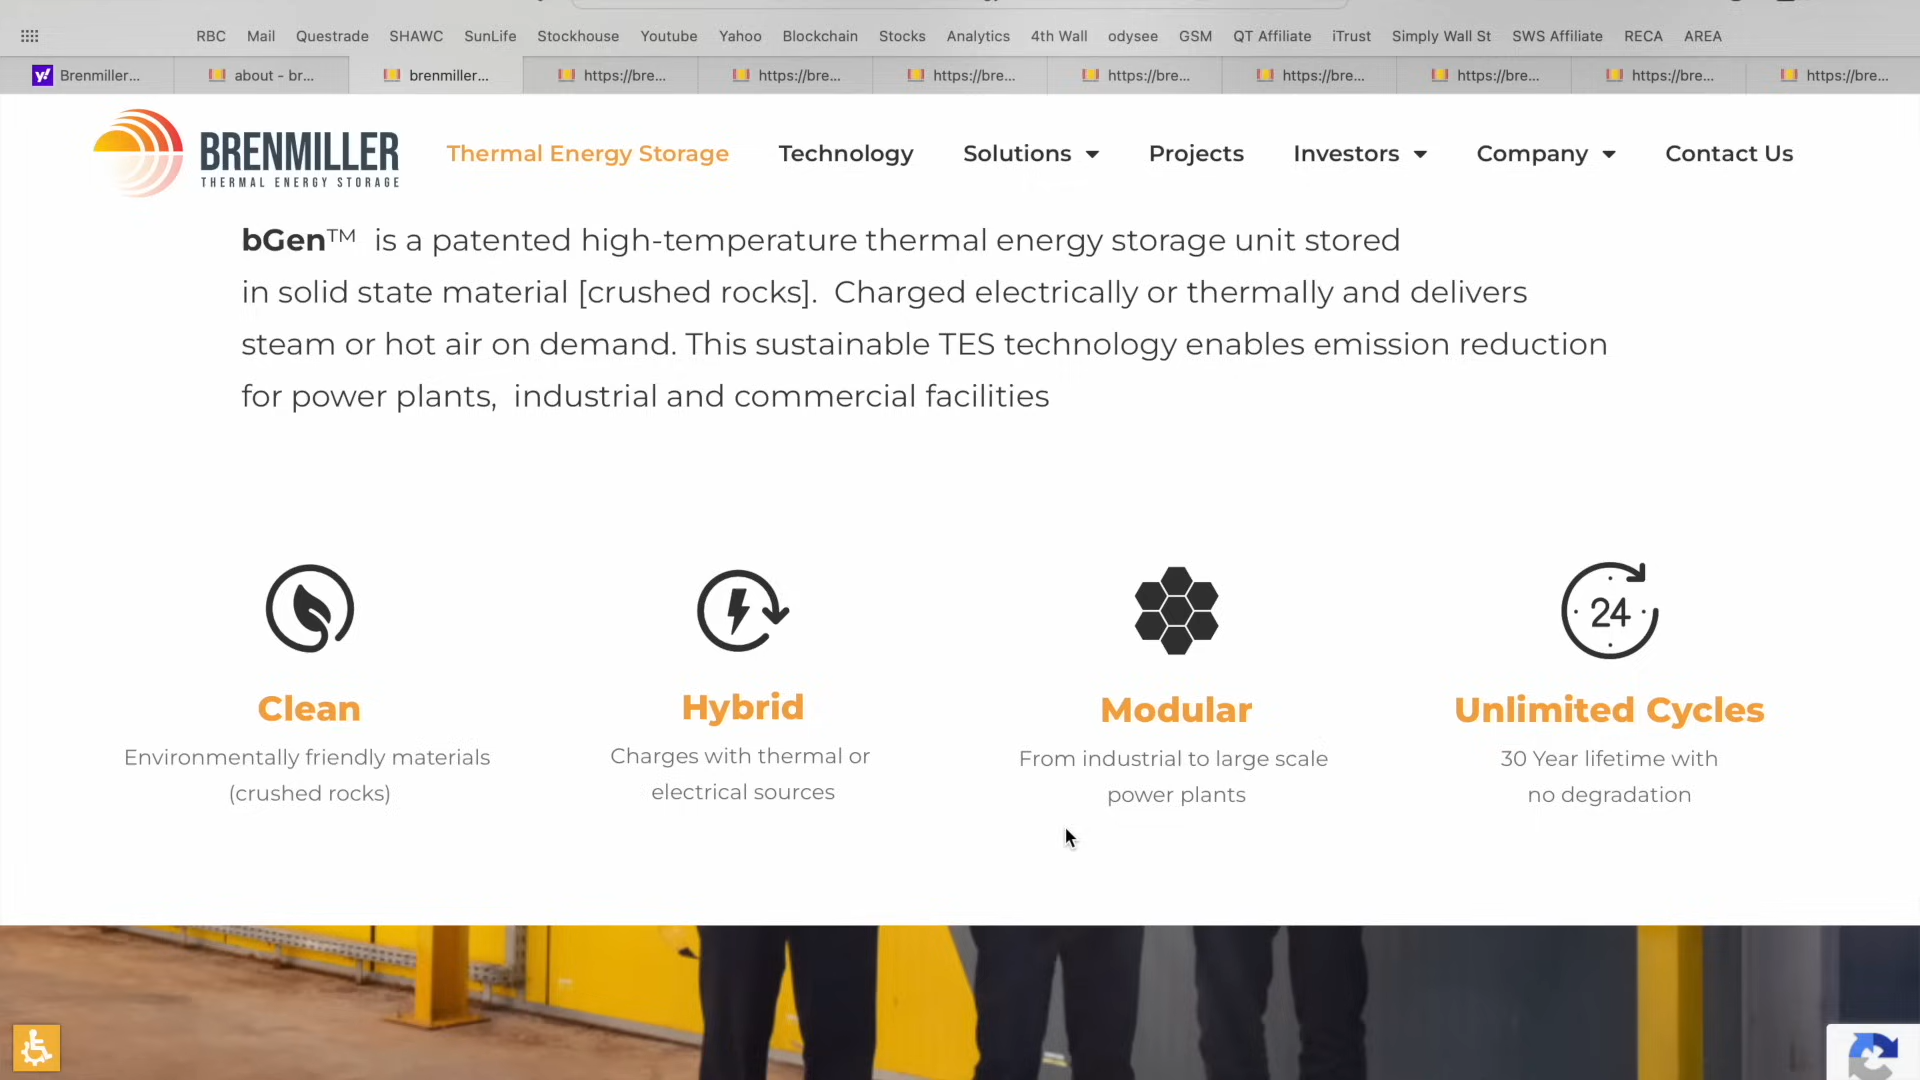 RBC Mail Questrade SHAWC SunLife Stockhouse Youtube Yahoo Blockchain Stocks Analytics 4th Wall odysee GSM QT Affiliate iTrust Simply Wall St SWS Affiliate RECA AREA
Brenmiller... about - br... brenmiller... https://bre... https://bre... https://bre... https://bre... https://bre... https://bre... https://bre... https://bre...
BRENMILLER
THERMAL ENERGY STORAGE
Thermal Energy Storage Technology Solutions Projects Investors Company Contact Us
bGen™ is a patented high-temperature thermal energy storage unit stored
in solid state material [crushed rocks]. Charged electrically or thermally and delivers
steam or hot air on demand. This sustainable TES technology enables emission reduction
for power plants, industrial and commercial facilities
24
Clean
Environmentally friendly materials
(crushed rocks)
Hybrid
Charges with thermal or
electrical sources
Modular
From industrial to large scale
power plants
Unlimited Cycles
30 Year lifetime with
no degradation